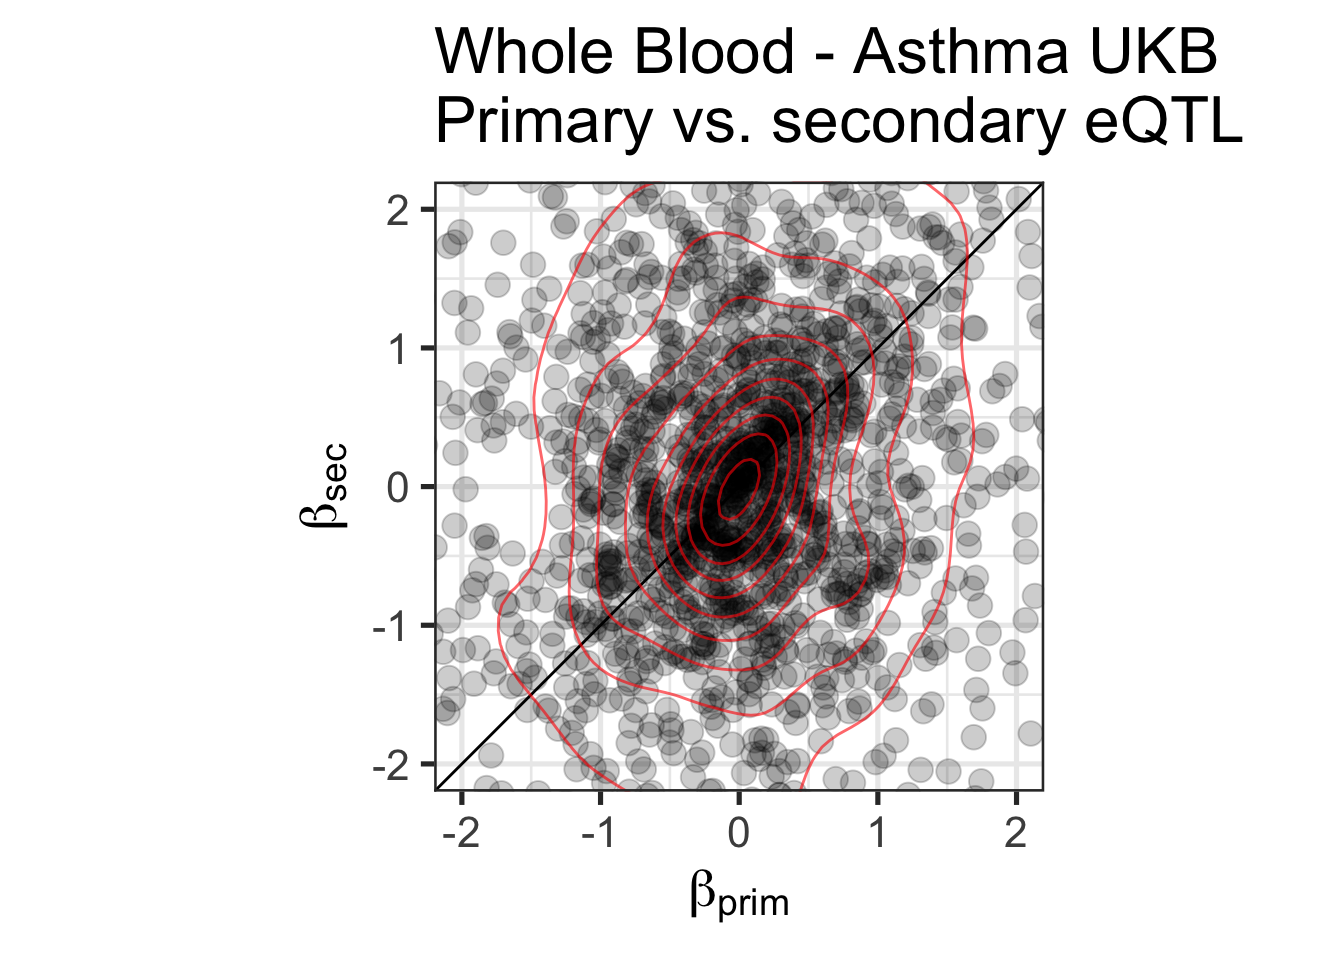 Whole Blood - Asthma UKB
Primary vs. secondary eQTL
2
1
0
-1
-2
βsec
-2 -1 0 1 2
βprim